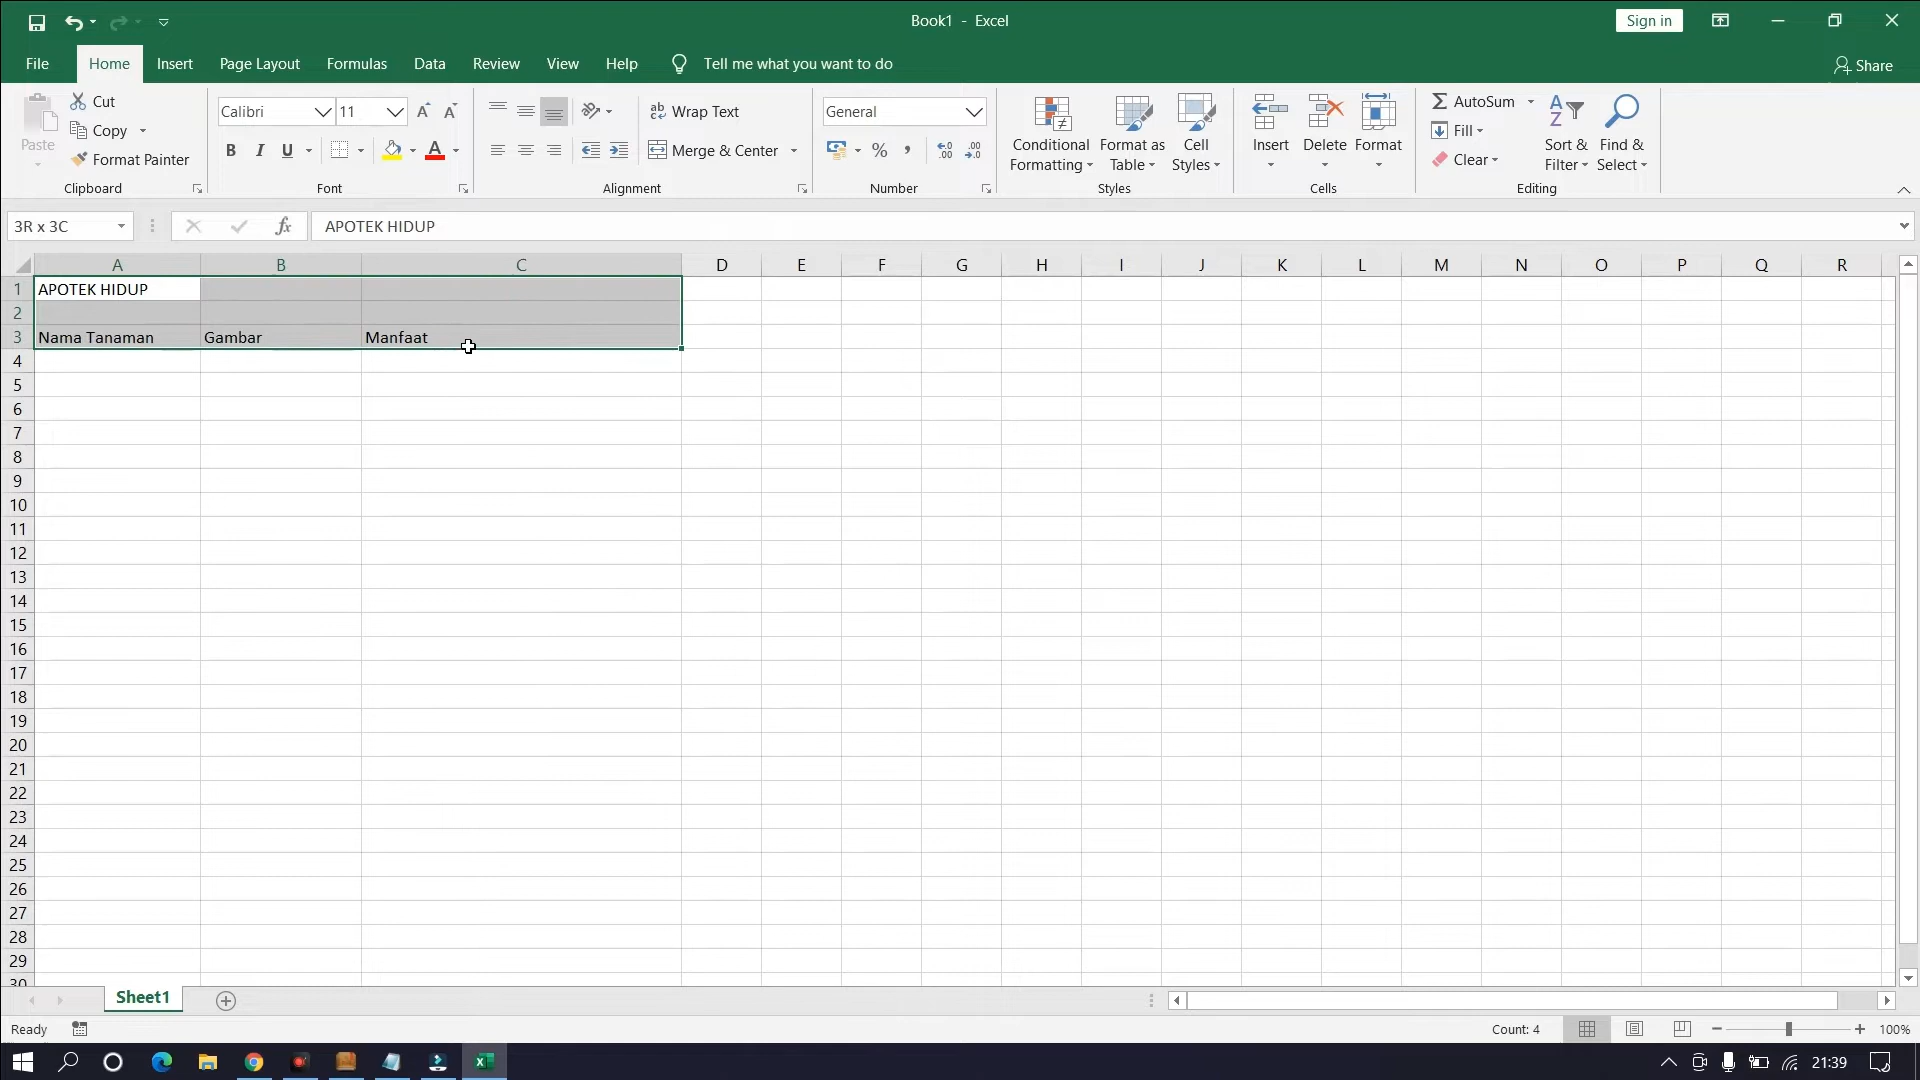 Book1 - Excel
Sign in
File Home Insert Page Layout Formulas Data Review View Help Tell me what you want to do Share
Paste
Cut
Copy
Format Painter
Clipboard
Calibri 11
B I U A
Font
Wrap Text
Merge & Center
Alignment
General
% , .00
Number
Conditional Formatting
Format as Table
Cell Styles
Styles
Insert Delete Format
Cells
AutoSum
Fill
Clear
Sort & Filter
Find & Select
Editing
3R x 3C fx APOTEK HIDUP
A B C D E F G H I J K L M N O P Q R
1 APOTEK HIDUP
2
3 Nama Tanaman Gambar Manfaat
4
5
6
7
8
9
10
11
12
13
14
15
16
17
18
19
20
21
22
23
24
25
26
27
28
29
30
Sheet1
Ready Count: 4 100%
21:39